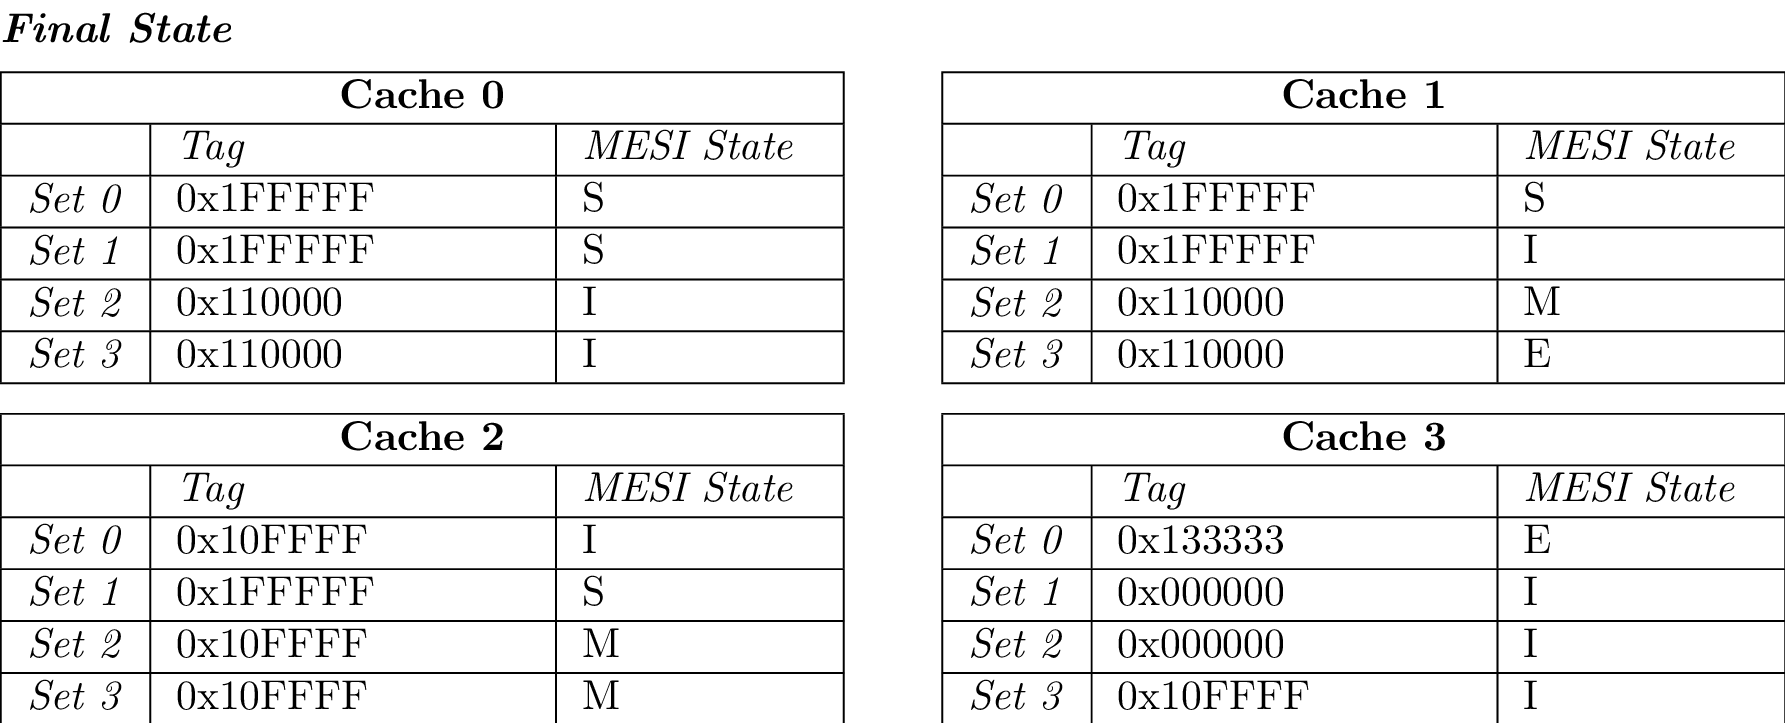 Final State
Cache 0
Tag MESI State
Set 0 0x1FFFFF S
Set 1 0x1FFFFF S
Set 2 0x110000 I
Set 3 0x110000 I
Cache 1
Tag MESI State
Set 0 0x1FFFFF S
Set 1 0x1FFFFF I
Set 2 0x110000 M
Set 3 0x110000 E
Cache 2
Tag MESI State
Set 0 0x10FFFF I
Set 1 0x1FFFFF S
Set 2 0x10FFFF M
Set 3 0x10FFFF M
Cache 3
Tag MESI State
Set 0 0x133333 E
Set 1 0x000000 I
Set 2 0x000000 I
Set 3 0x10FFFF I